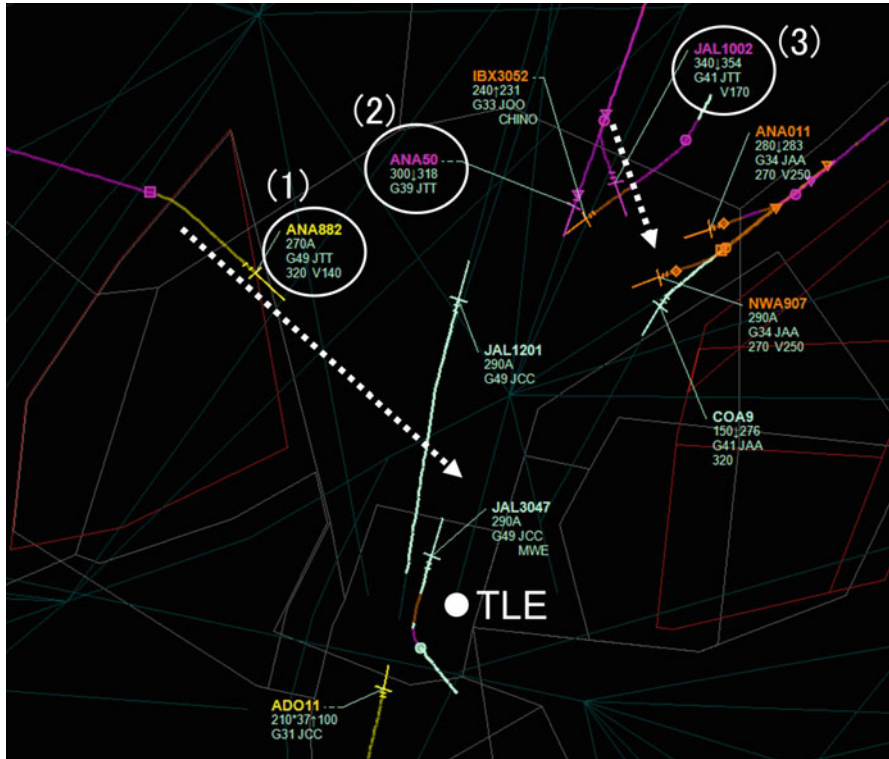 (3)
JAL1002
340↓354
G41 JTT
V170
IBX3052
240↑231
G33 JOO
CHINO
(2)
ANA50
300↓318
G39 JTT
ANA011
280↓283
G34 JAA
270 V250
(1)
ANA882
270A
G49 JTT
320 V140
NWA907
290A
G34 JAA
270 V250
JAL1201
290A
G49 JCC
COA9
150↓276
G41 JAA
320
JAL3047
290A
G49 JCC
MWE
TLE
ADO11
210*37↑100
G31 JCC